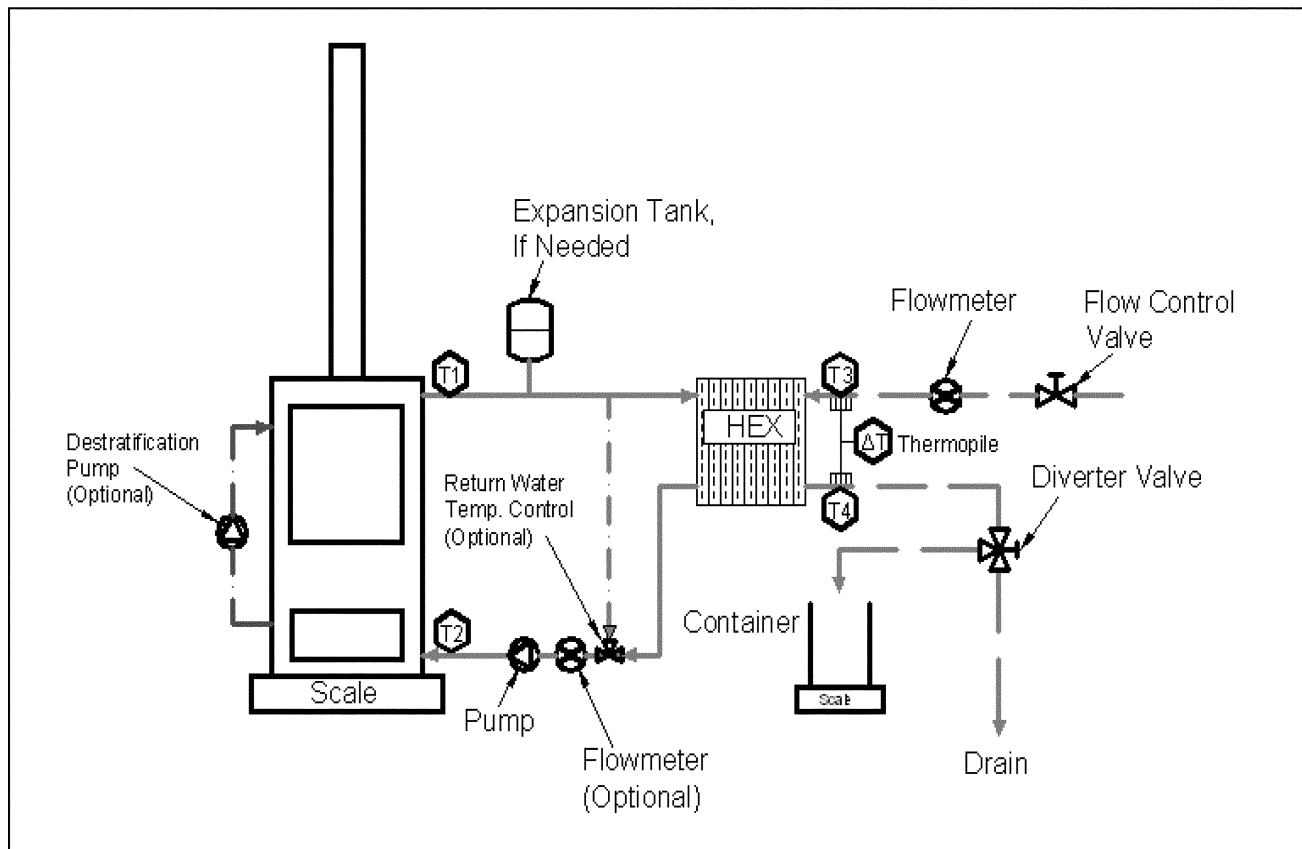 Expansion Tank,
If Needed
Flowmeter
Flow Control
Valve
T1
T3
HEX
ΔT
Thermopile
Destratification
Pump
(Optional)
Return Water
Temp. Control
(Optional)
T4
Diverter Valve
T2
Container
Scale
Scale
Pump
Flowmeter
(Optional)
Drain